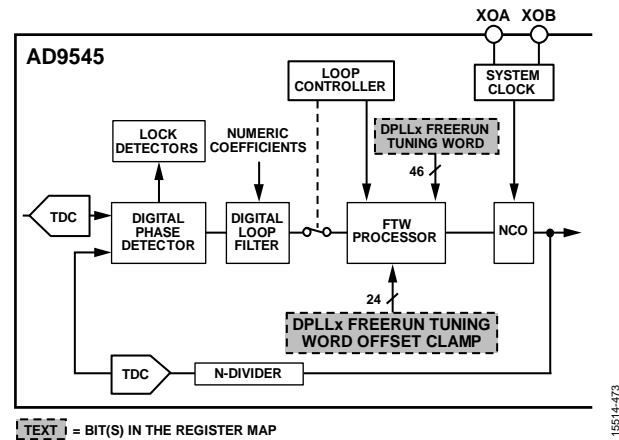 XOA XOB
AD9545
LOOP
CONTROLLER
SYSTEM
CLOCK
LOCK
DETECTORS
NUMERIC
COEFFICIENTS
DPLLx FREERUN
TUNING WORD
46
TDC
DIGITAL
PHASE
DETECTOR
DIGITAL
LOOP
FILTER
FTW
PROCESSOR
NCO
24
DPLLx FREERUN TUNING
WORD OFFSET CLAMP
TDC
N-DIVIDER
TEXT = BIT(S) IN THE REGISTER MAP
15514-473